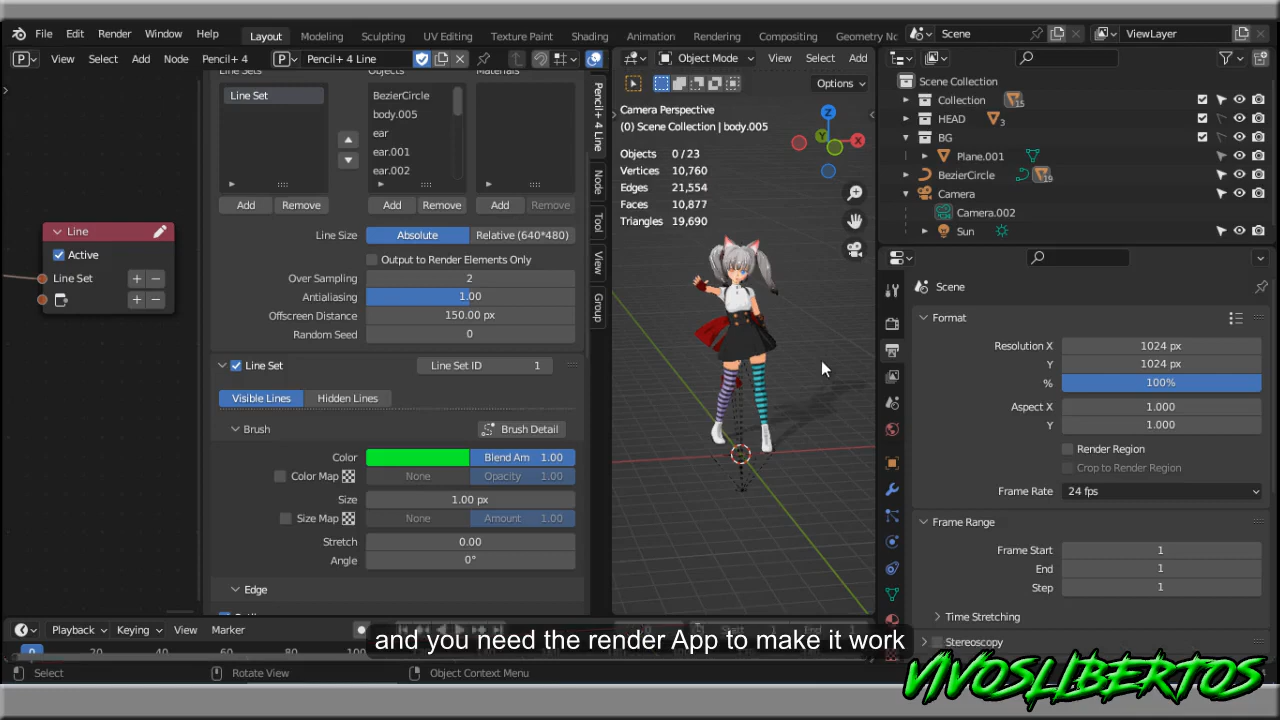 File Edit Render Window Help Layout Modeling Sculpting UV Editing Texture Paint Shading Animation Rendering Compositing Geometry No Scene ViewLayer
View Select Add Node Pencil+ 4 Pencil+ 4 Line Object Mode View Select Add
Line Sets Objects Materials
Options
Line Set BezierCircle
body.005
ear
ear.001
ear.002
Add Remove Add Remove Add Remove
Line Size Absolute Relative (640*480)
Output to Render Elements Only
Over Sampling 2
Antialiasing 1.00
Offscreen Distance 150.00 px
Random Seed 0
Line Set Line Set ID 1
Visible Lines Hidden Lines
Brush Brush Detail
Color Blend Am 1.00
Color Map None Opacity 1.00
Size 1.00 px
Size Map None Amount 1.00
Stretch 0.00
Angle 0°
Edge
Line
Active
Line Set
Pencil+ 4 Line
Node
Tool
View
Group
Camera Perspective
(0) Scene Collection | body.005
Objects 0/23
Vertices 10,760
Edges 21,554
Faces 10,877
Triangles 19,690
Z
Y
X
Scene Collection
Collection 15
HEAD 3
BG
Plane.001
BezierCircle 19
Camera
Camera.002
Sun
Scene
Format
Resolution X 1024 px
Y 1024 px
% 100%
Aspect X 1.000
Y 1.000
Render Region
Crop to Render Region
Frame Rate 24 fps
Frame Range
Frame Start 1
End 1
Step 1
Time Stretching
Stereoscopy
Playback Keying View Marker
1 Start 1 End 1
0 20 40 60 80 100
and you need the render App to make it work
Select Rotate View Object Context Menu
VIVOSLIBERTOS